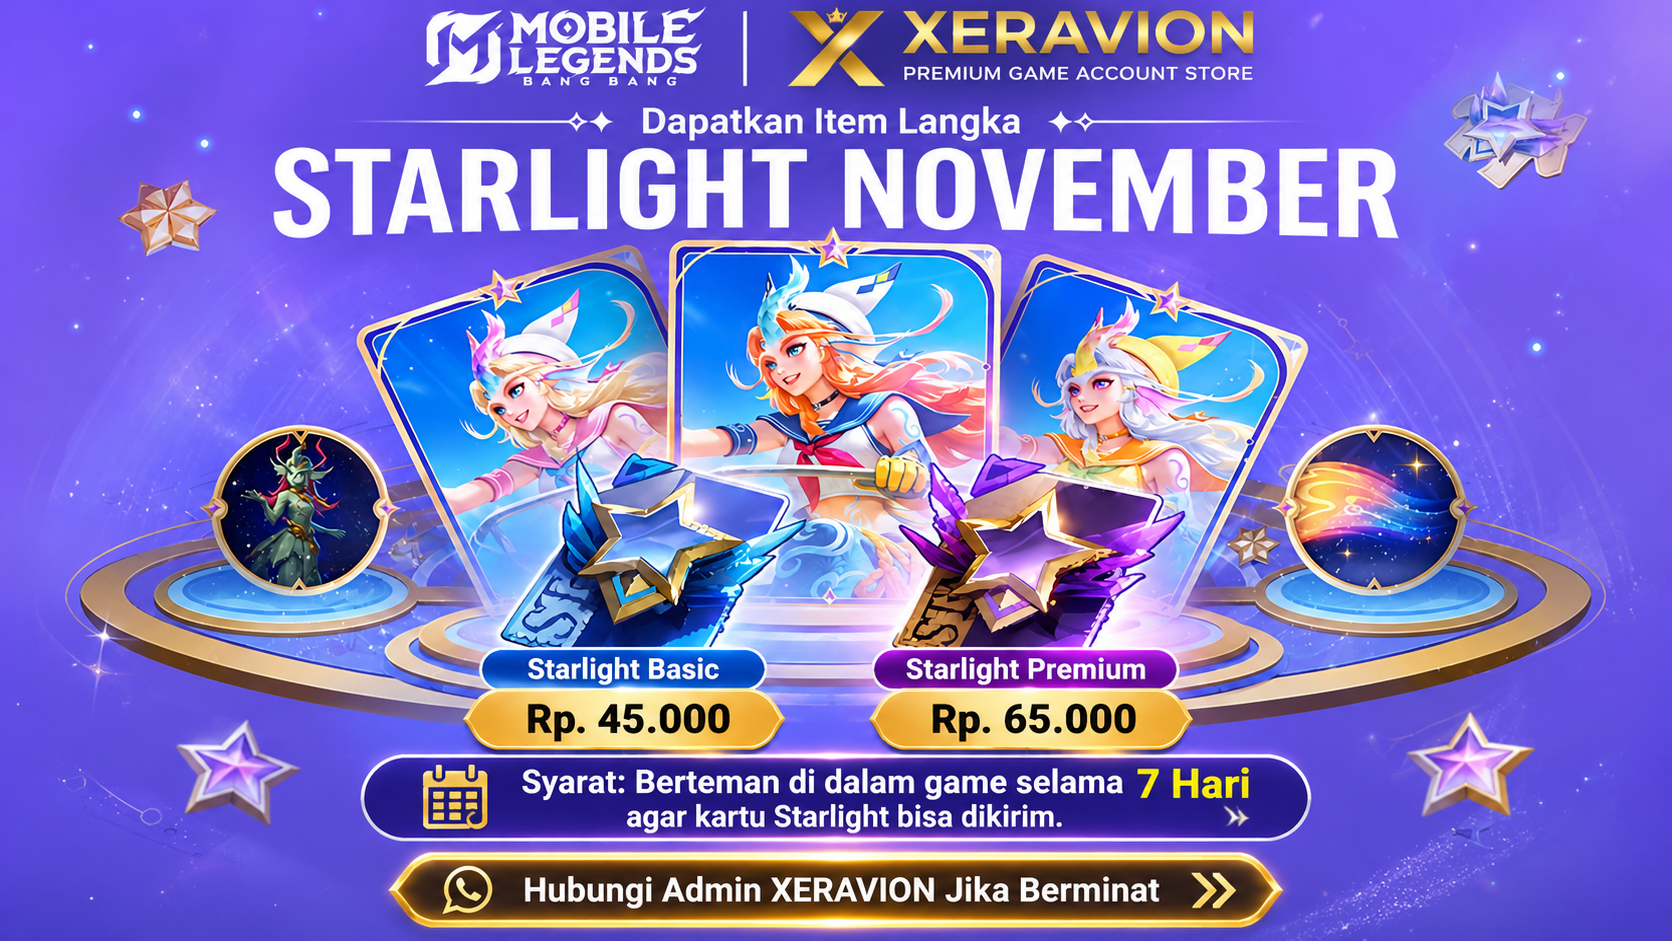 MOBILE
LEGENDS
BANG BANG
XERAVION
PREMIUM GAME ACCOUNT STORE
Dapatkan Item Langka
STARLIGHT NOVEMBER
Starlight Basic
Rp. 45.000
Starlight Premium
Rp. 65.000
Syarat: Berteman di dalam game selama 7 Hari
agar kartu Starlight bisa dikirim.
Hubungi Admin XERAVION Jika Berminat